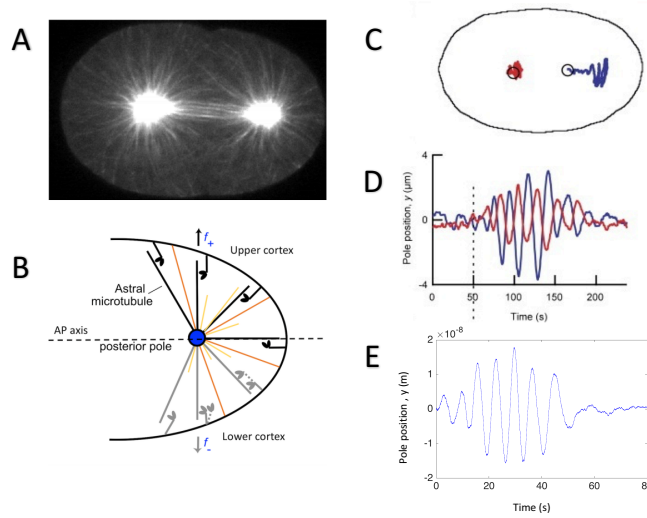 A
B
f+
Upper cortex
Astral
microtubule
AP axis
posterior pole
Lower cortex
f-
C
D
4
0
-4
Pole position, y (μm)
0
50
100
150
200
Time (s)
E
×10⁻⁸
2
1
0
-1
-2
Pole position , y (m)
0
20
40
60
80
Time (s)